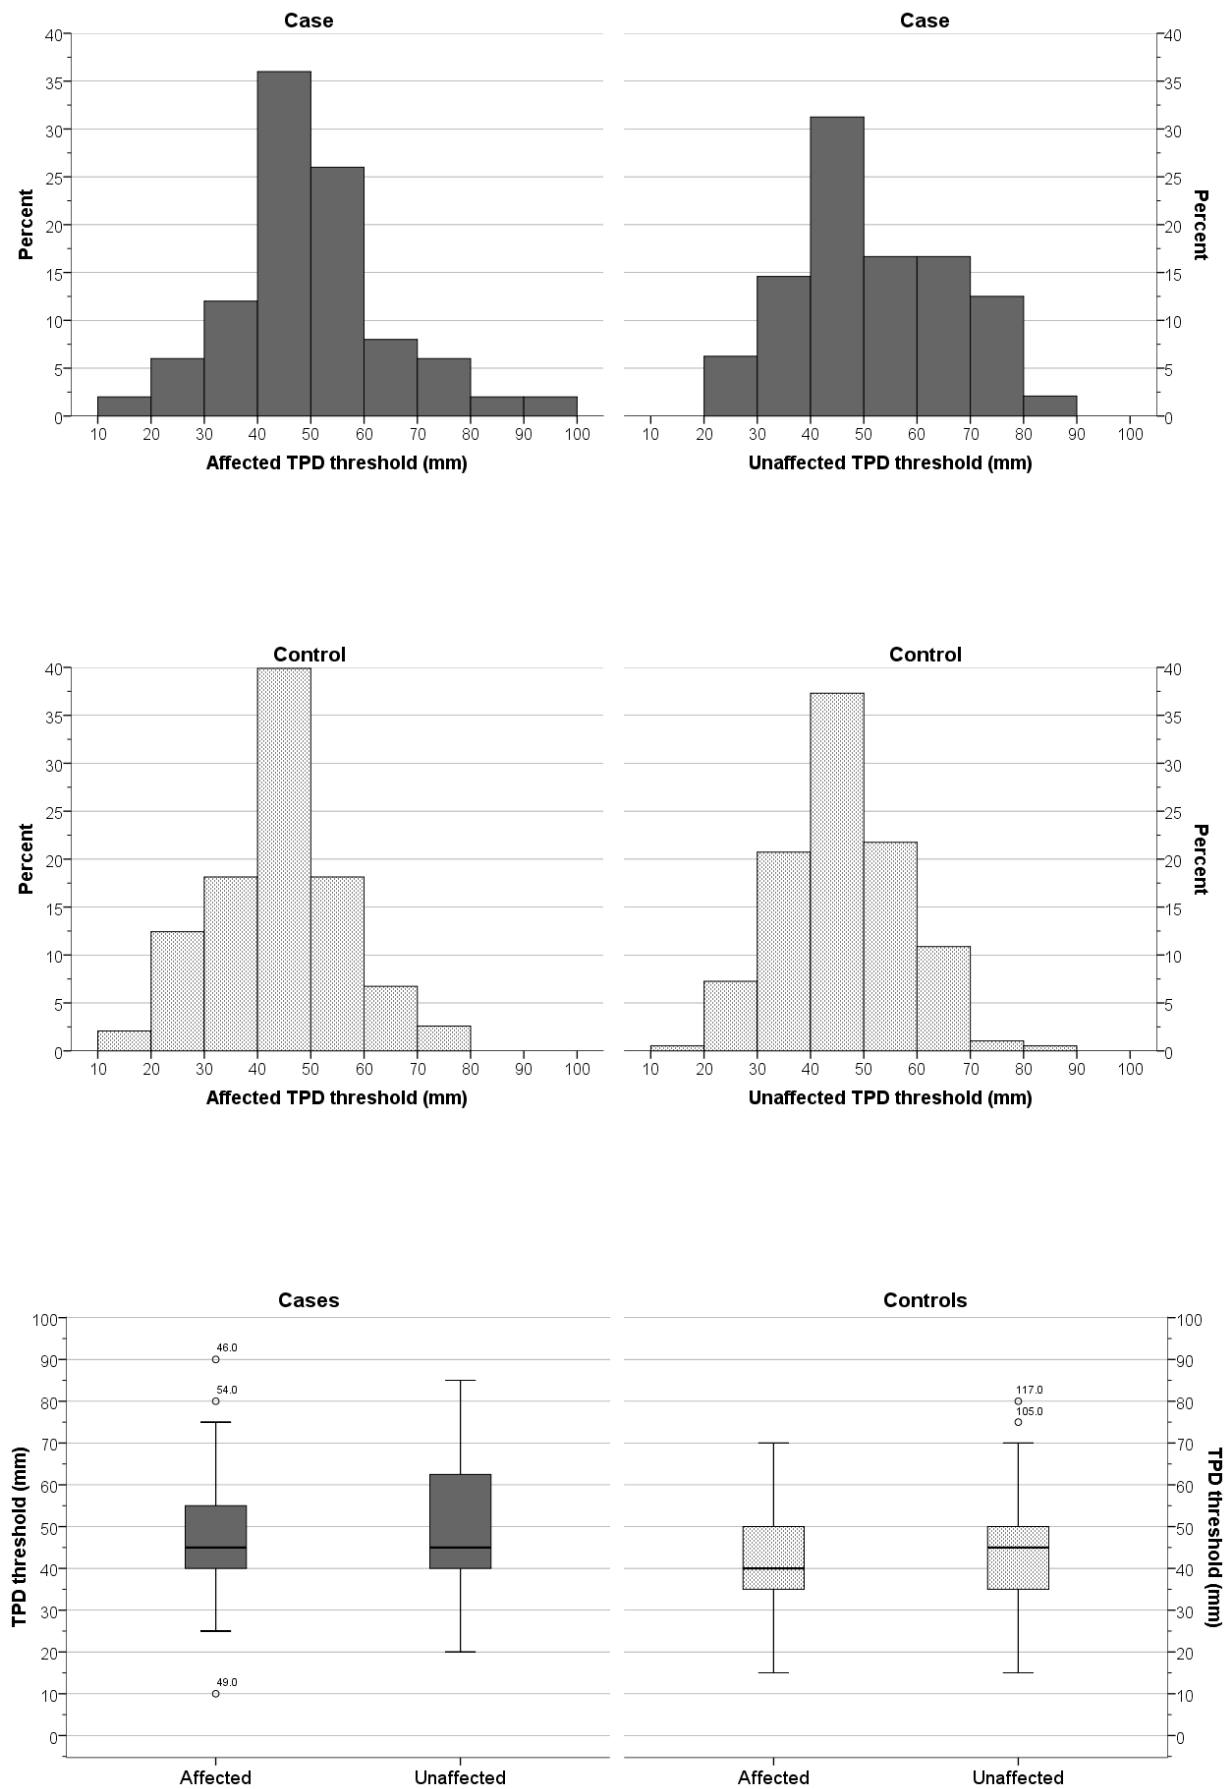 Case
Case
40
35
30
25
20
15
10
5
0
Percent
10 20 30 40 50 60 70 80 90 100
Affected TPD threshold (mm)
40
35
30
25
20
15
10
5
0
Percent
10 20 30 40 50 60 70 80 90 100
Unaffected TPD threshold (mm)
Control
Control
40
35
30
25
20
15
10
5
0
Percent
10 20 30 40 50 60 70 80 90 100
Affected TPD threshold (mm)
40
35
30
25
20
15
10
5
0
Percent
10 20 30 40 50 60 70 80 90 100
Unaffected TPD threshold (mm)
Cases
Controls
100
90
80
70
60
50
40
30
20
10
0
TPD threshold (mm)
46.0
54.0
49.0
Affected Unaffected
117.0
105.0
100
90
80
70
60
50
40
30
20
10
0
TPD threshold (mm)
Affected Unaffected